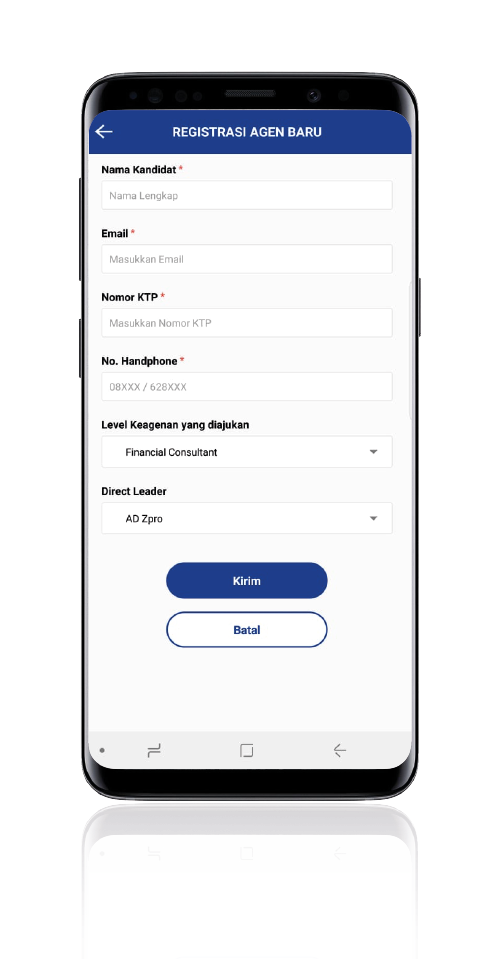 REGISTRASI AGEN BARU
Nama Kandidat *
Nama Lengkap
Email *
Masukkan Email
Nomor KTP *
Masukkan Nomor KTP
No. Handphone *
08XXX / 628XXX
Level Keagenan yang diajukan
Financial Consultant
Direct Leader
AD Zpro
Kirim
Batal